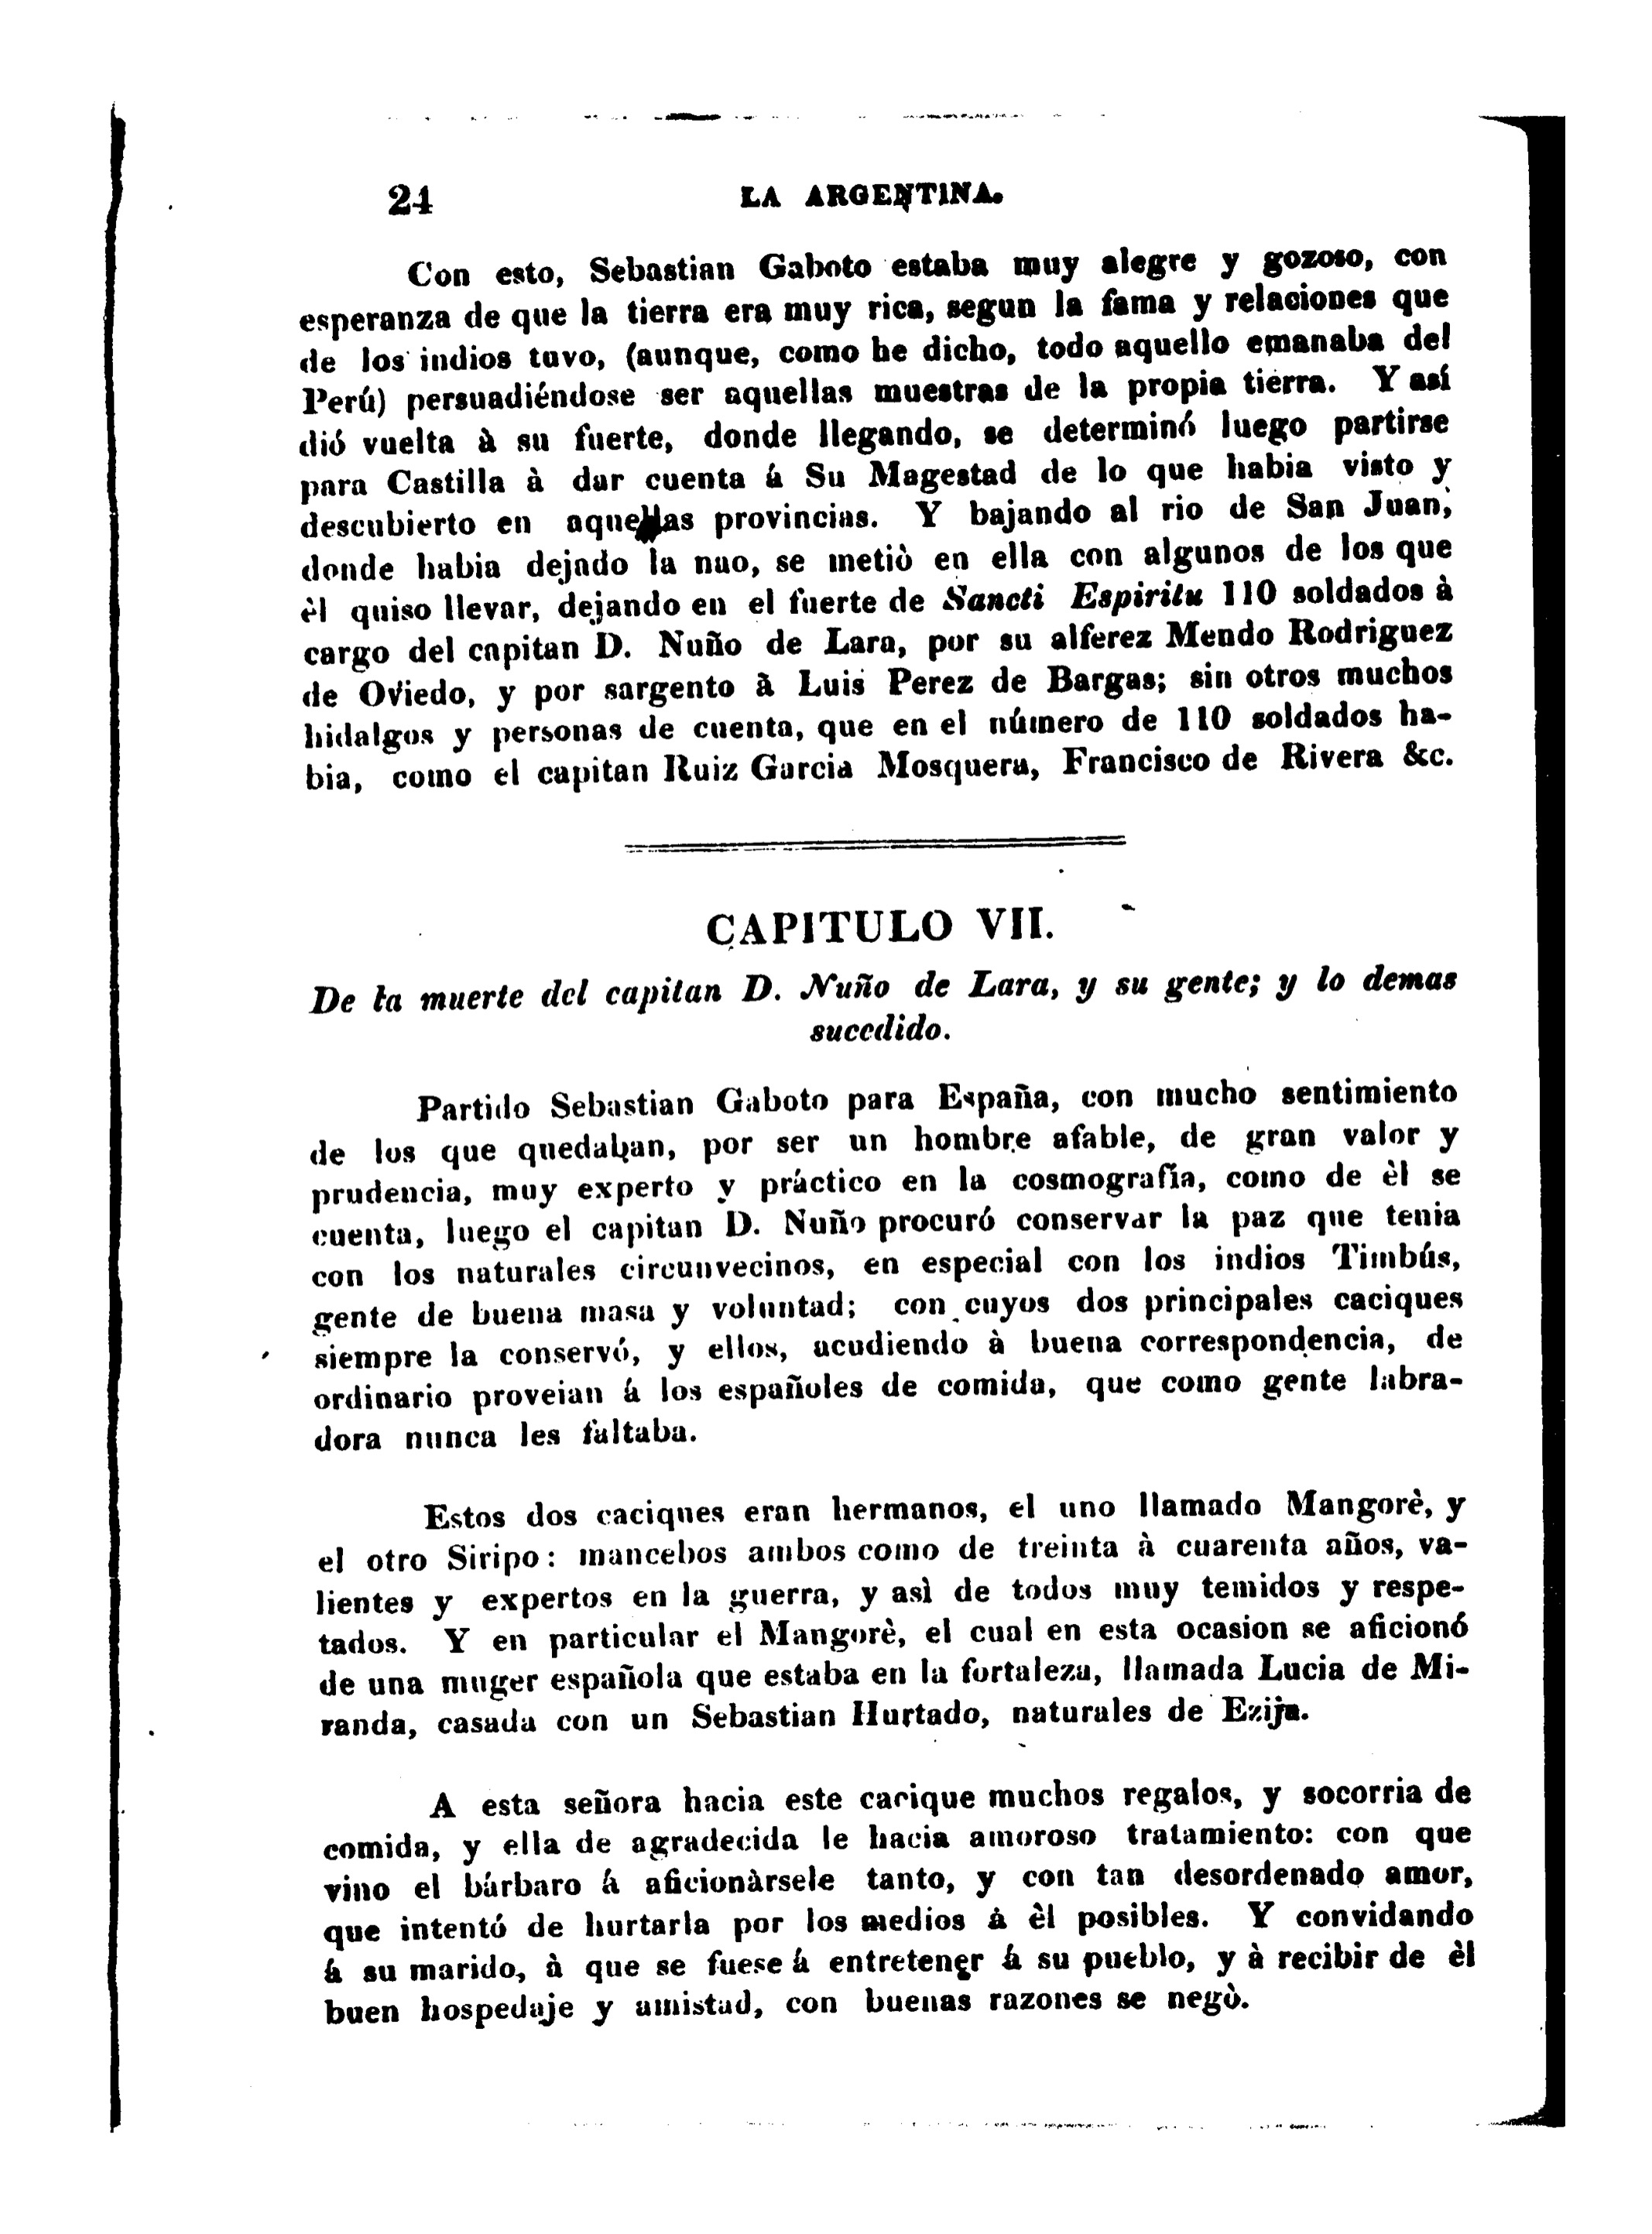 24 LA ARGENTINA.
Con esto, Sebastian Gaboto estaba muy alegre y gozoso, con
esperanza de que la tierra era muy rica, segun la fama y relaciones que
de los indios tuvo, (aunque, como he dicho, todo aquello emanaba del
Perú) persuadiéndose ser aquellas muestras de la propia tierra. Y así
dió vuelta à su fuerte, donde llegando, se determinó luego partirse
para Castilla à dar cuenta á Su Magestad de lo que habia visto y
descubierto en aquellas provincias. Y bajando al rio de San Juan,
donde habia dejado la nao, se metiò en ella con algunos de los que
èl quiso llevar, dejando en el fuerte de Sancti Espiritu 110 soldados à
cargo del capitan D. Nuño de Lara, por su alferez Mendo Rodriguez
de Oviedo, y por sargento à Luis Perez de Bargas; sin otros muchos
hidalgos y personas de cuenta, que en el número de 110 soldados ha-
bia, como el capitan Ruiz Garcia Mosquera, Francisco de Rivera &c.
CAPITULO VII.
De la muerte del capitan D. Nuño de Lara, y su gente; y lo demas
sucedido.
Partido Sebastian Gaboto para España, con mucho sentimiento
de los que quedaban, por ser un hombre afable, de gran valor y
prudencia, muy experto y práctico en la cosmografía, como de èl se
cuenta, luego el capitan D. Nuño procuró conservar la paz que tenia
con los naturales circunvecinos, en especial con los indios Timbús,
gente de buena masa y voluntad; con cuyos dos principales caciques
siempre la conservó, y ellos, acudiendo à buena correspondencia, de
ordinario proveian á los españoles de comida, que como gente labra-
dora nunca les faltaba.
Estos dos caciques eran hermanos, el uno llamado Mangorè, y
el otro Siripo: mancebos ambos como de treinta à cuarenta años, va-
lientes y expertos en la guerra, y asì de todos muy temidos y respe-
tados. Y en particular el Mangorè, el cual en esta ocasion se aficionó
de una muger española que estaba en la fortaleza, llamada Lucia de Mi-
randa, casada con un Sebastian Hurtado, naturales de Ezija.
A esta señora hacia este cacique muchos regalos, y socorria de
comida, y ella de agradecida le hacia amoroso tratamiento: con que
vino el bárbaro á aficionàrsele tanto, y con tan desordenado amor,
que intentó de hurtarla por los medios à èl posibles. Y convidando
á su marido, à que se fuese á entretener á su pueblo, y à recibir de èl
buen hospedaje y amistad, con buenas razones se negò.